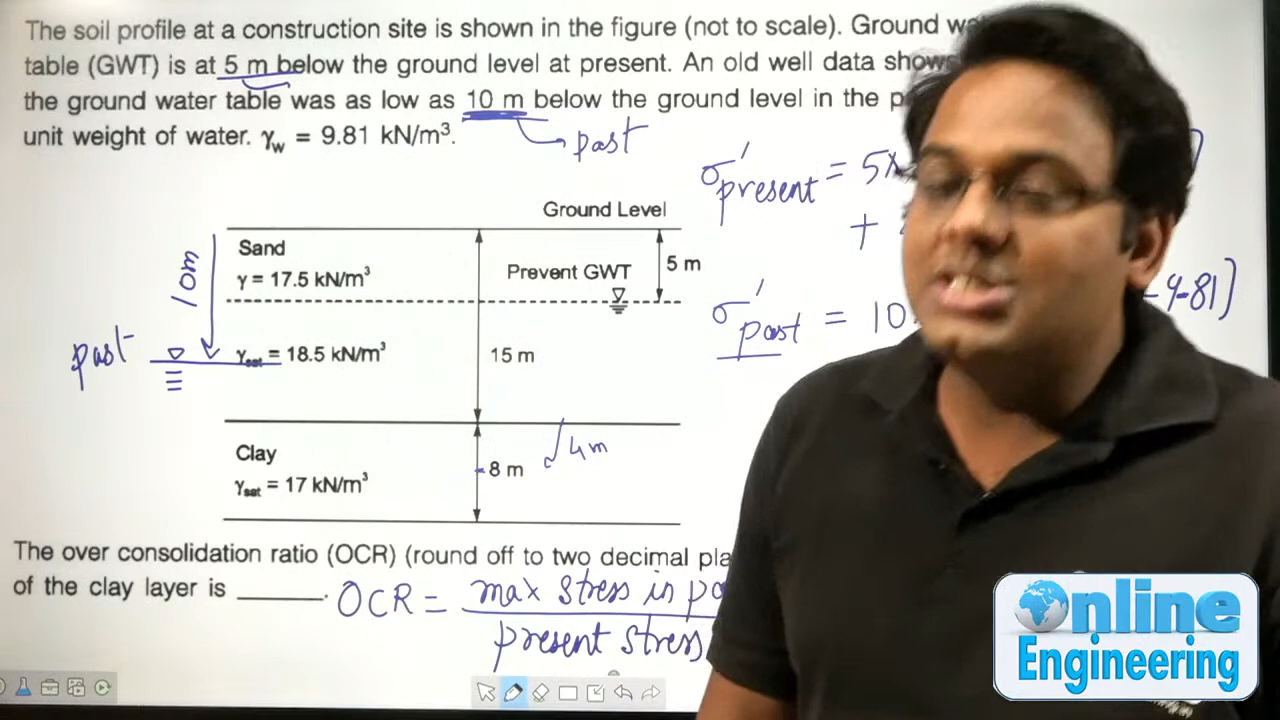 The soil profile at a construction site is shown in the figure (not to scale). Ground
table (GWT) is at 5 m below the ground level at present. An old well data shows
the ground water table was as low as 10 m below the ground level in the
unit weight of water. γw = 9.81 kN/m³.
past
σ'present = 5×
+
Ground Level
Sand
γ = 17.5 kN/m³
Prevent GWT
5 m
10m
σ'past = 10
-9.81]
past
γsat = 18.5 kN/m³
15 m
Clay
8 m
4m
γsat = 17 kN/m³
The over consolidation ratio (OCR) (round off to two decimal
of the clay layer is ______.
OCR = max stress in
present stress
Online
Engineering